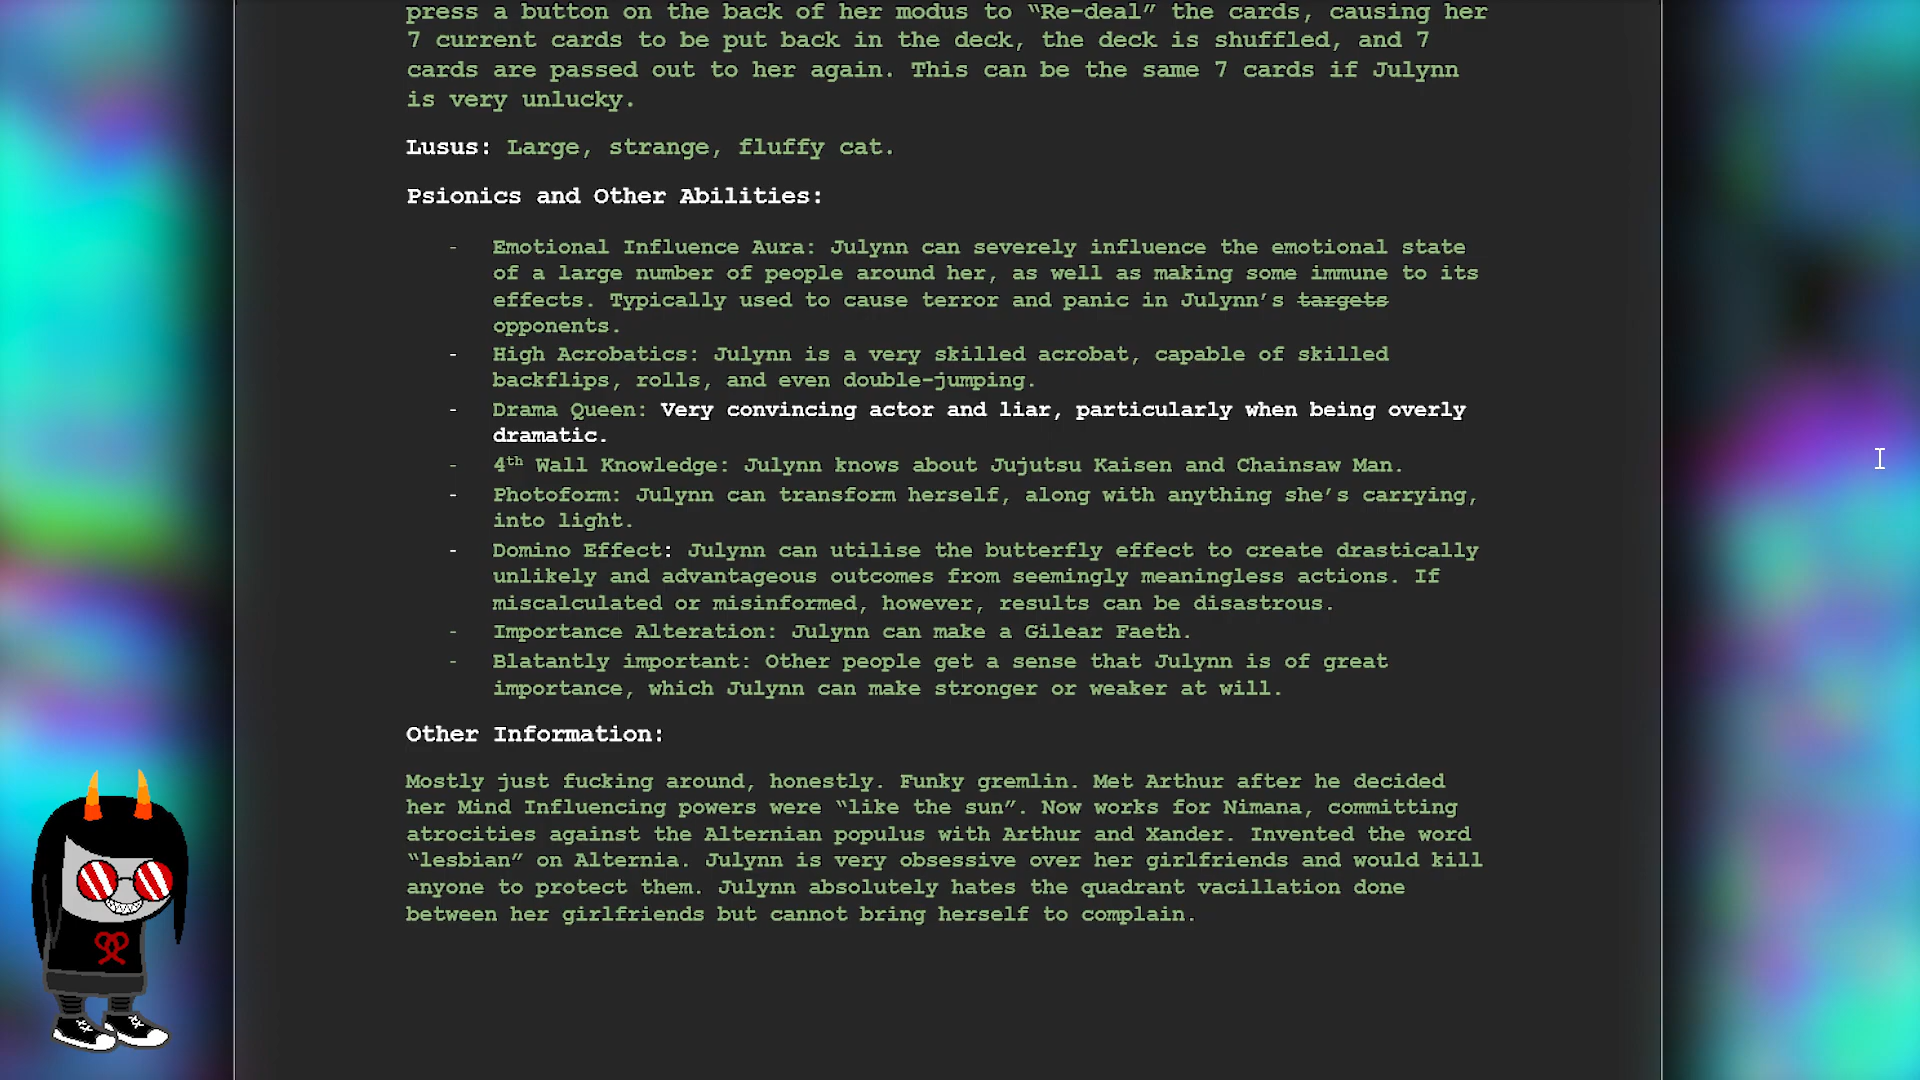 press a button on the back of her modus to “Re-deal” the cards, causing her
7 current cards to be put back in the deck, the deck is shuffled, and 7
cards are passed out to her again. This can be the same 7 cards if Julynn
is very unlucky.
Lusus: Large, strange, fluffy cat.
Psionics and Other Abilities:
- Emotional Influence Aura: Julynn can severely influence the emotional state
of a large number of people around her, as well as making some immune to its
effects. Typically used to cause terror and panic in Julynn’s targets
opponents.
- High Acrobatics: Julynn is a very skilled acrobat, capable of skilled
backflips, rolls, and even double-jumping.
- Drama Queen: Very convincing actor and liar, particularly when being overly
dramatic.
- 4th Wall Knowledge: Julynn knows about Jujutsu Kaisen and Chainsaw Man.
- Photoform: Julynn can transform herself, along with anything she’s carrying,
into light.
- Domino Effect: Julynn can utilise the butterfly effect to create drastically
unlikely and advantageous outcomes from seemingly meaningless actions. If
miscalculated or misinformed, however, results can be disastrous.
- Importance Alteration: Julynn can make a Gilear Faeth.
- Blatantly important: Other people get a sense that Julynn is of great
importance, which Julynn can make stronger or weaker at will.
Other Information:
Mostly just fucking around, honestly. Funky gremlin. Met Arthur after he decided
her Mind Influencing powers were “like the sun”. Now works for Nimana, committing
atrocities against the Alternian populus with Arthur and Xander. Invented the word
“lesbian” on Alternia. Julynn is very obsessive over her girlfriends and would kill
anyone to protect them. Julynn absolutely hates the quadrant vacillation done
between her girlfriends but cannot bring herself to complain.